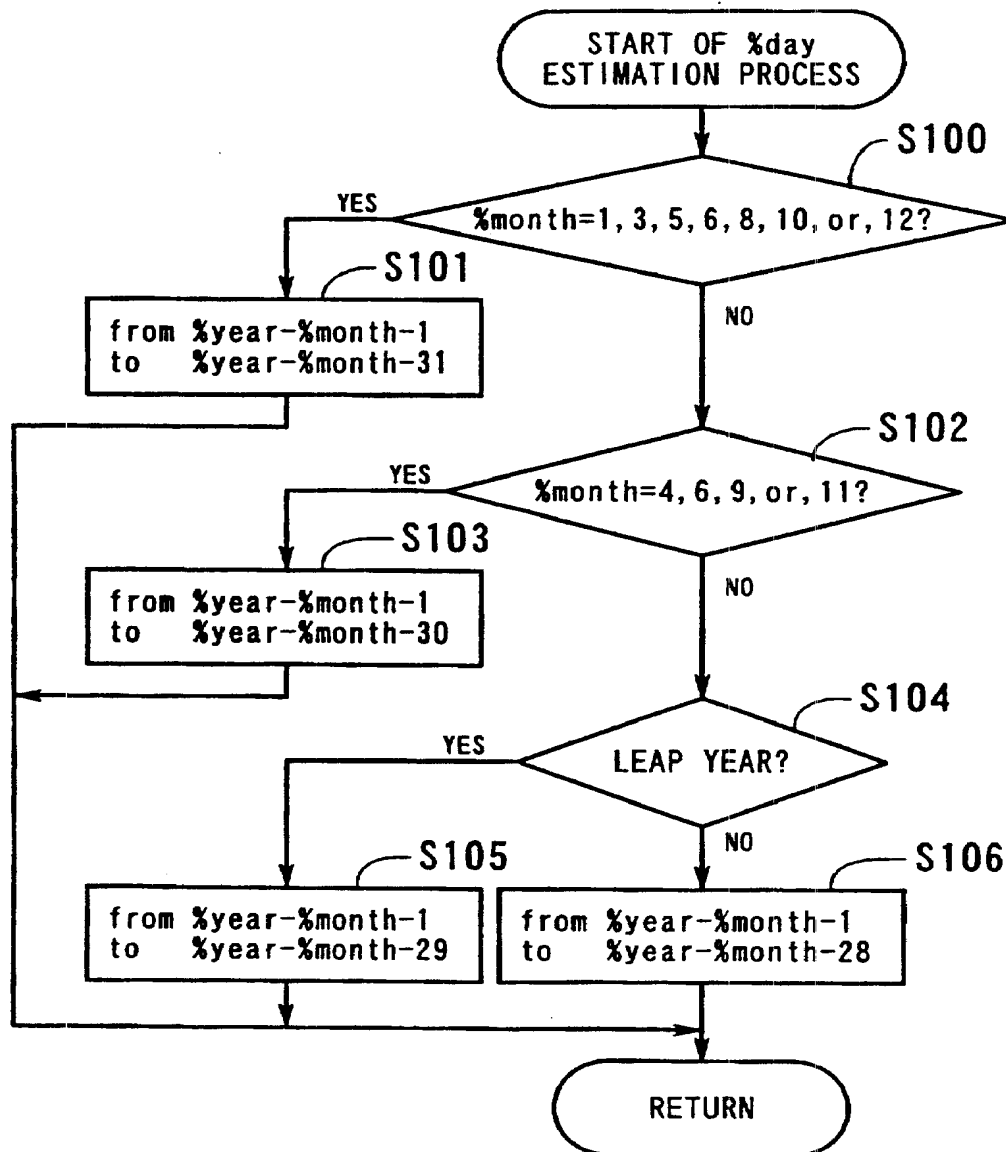 START OF %day
ESTIMATION PROCESS
S100
YES
%month=1, 3, 5, 6, 8, 10, or, 12?
S101
NO
from %year-%month-1
to %year-%month-31
S102
YES
%month=4, 6, 9, or, 11?
S103
NO
from %year-%month-1
to %year-%month-30
S104
YES
LEAP YEAR?
NO
S105
S106
from %year-%month-1
to %year-%month-29
from %year-%month-1
to %year-%month-28
RETURN